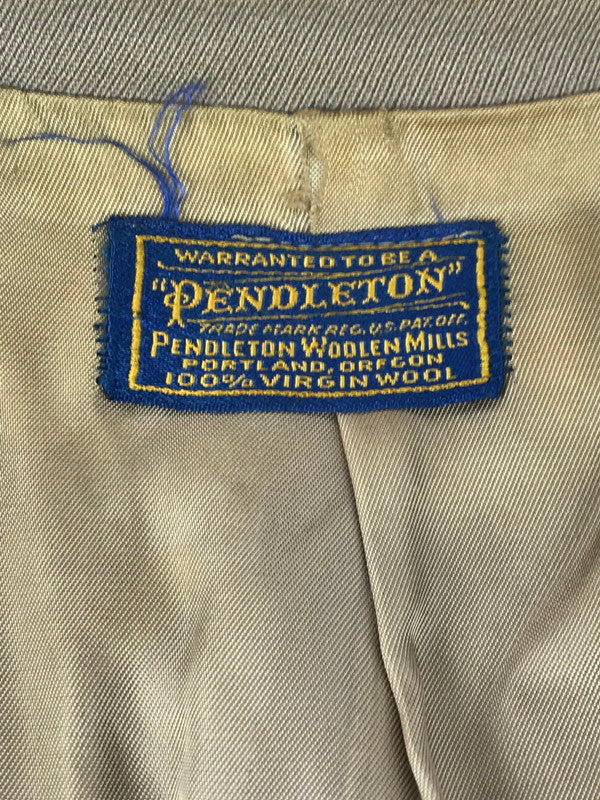 WARRANTED TO BE A
"PENDLETON"
TRADE MARK REG. U.S. PAT. OFF.
PENDLETON WOOLEN MILLS
PORTLAND, OREGON
100% VIRGIN WOOL